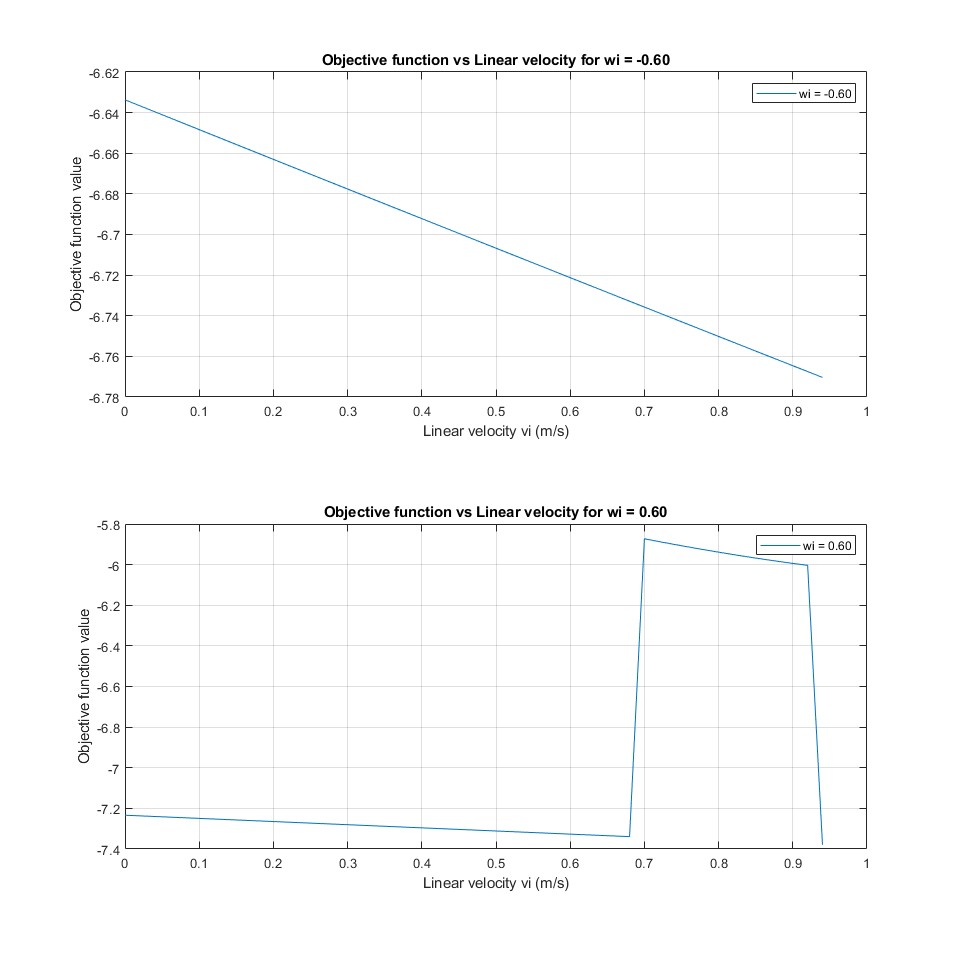 Objective function vs Linear velocity for wi = -0.60
wi = -0.60
Objective function value
-6.62
-6.64
-6.66
-6.68
-6.7
-6.72
-6.74
-6.76
-6.78
0 0.1 0.2 0.3 0.4 0.5 0.6 0.7 0.8 0.9 1
Linear velocity vi (m/s)
Objective function vs Linear velocity for wi = 0.60
wi = 0.60
Objective function value
-5.8
-6
-6.2
-6.4
-6.6
-6.8
-7
-7.2
-7.4
0 0.1 0.2 0.3 0.4 0.5 0.6 0.7 0.8 0.9 1
Linear velocity vi (m/s)